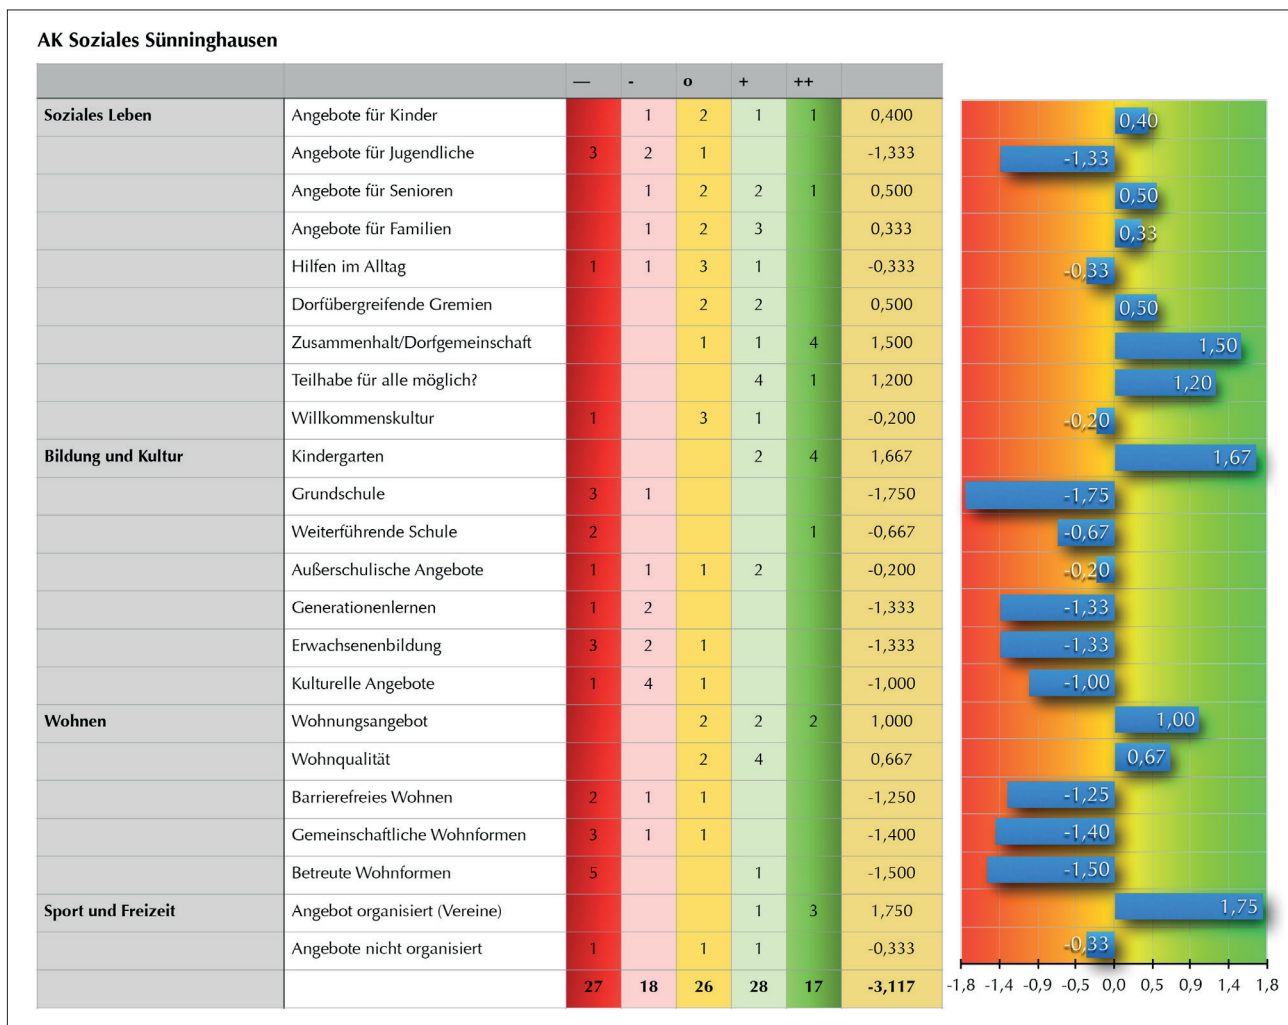 AK Soziales Sünninghausen
— - o + ++
Soziales Leben Angebote für Kinder 1 2 1 1 0,400 0,40
Angebote für Jugendliche 3 2 1 -1,333 -1,33
Angebote für Senioren 1 2 2 1 0,500 0,50
Angebote für Familien 1 2 3 0,333 0,33
Hilfen im Alltag 1 1 3 1 -0,333 -0,33
Dorfübergreifende Gremien 2 2 0,500 0,50
Zusammenhalt/Dorfgemeinschaft 1 1 4 1,500 1,50
Teilhabe für alle möglich? 4 1 1,200 1,20
Willkommenskultur 1 3 1 -0,200 -0,20
Bildung und Kultur Kindergarten 2 4 1,667 1,67
Grundschule 3 1 -1,750 -1,75
Weiterführende Schule 2 1 -0,667 -0,67
Außerschulische Angebote 1 1 1 2 -0,200 -0,20
Generationenlernen 1 2 -1,333 -1,33
Erwachsenenbildung 3 2 1 -1,333 -1,33
Kulturelle Angebote 1 4 1 -1,000 -1,00
Wohnen Wohnungsangebot 2 2 2 1,000 1,00
Wohnqualität 2 4 0,667 0,67
Barrierefreies Wohnen 2 1 1 -1,250 -1,25
Gemeinschaftliche Wohnformen 3 1 1 -1,400 -1,40
Betreute Wohnformen 5 1 -1,500 -1,50
Sport und Freizeit Angebot organisiert (Vereine) 1 3 1,750 1,75
Angebote nicht organisiert 1 1 1 -0,333 -0,33
27 18 26 28 17 -3,117
-1,8 -1,4 -0,9 -0,5 0,0 0,5 0,9 1,4 1,8